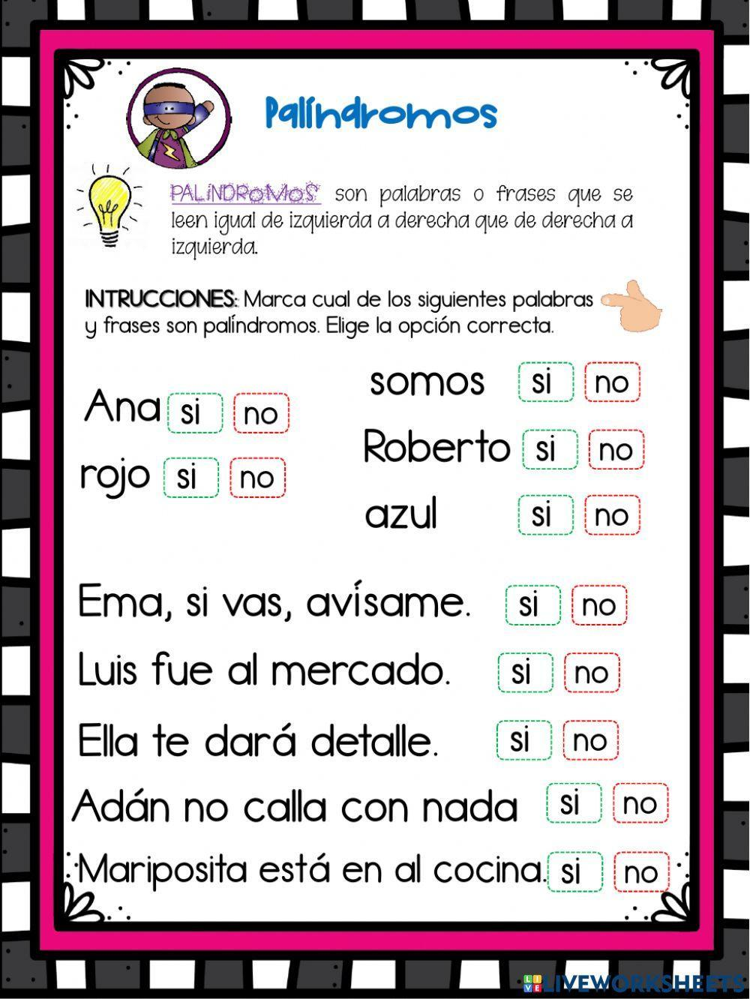 Palíndromos
PALíNDRoMoS son palabras o frases que se
leen igual de izquierda a derecha que de derecha a
izquierda.
INTRUCCIONES: Marca cual de los siguientes palabras
y frases son palíndromos. Elige la opción correcta.
Ana si no
rojo si no
somos si no
Roberto si no
azul si no
Ema, si vas, avísame. si no
Luis fue al mercado. si no
Ella te dará detalle. si no
Adán no calla con nada si no
Mariposita está en al cocina. si no
LIVE LIVEWORKSHEETS